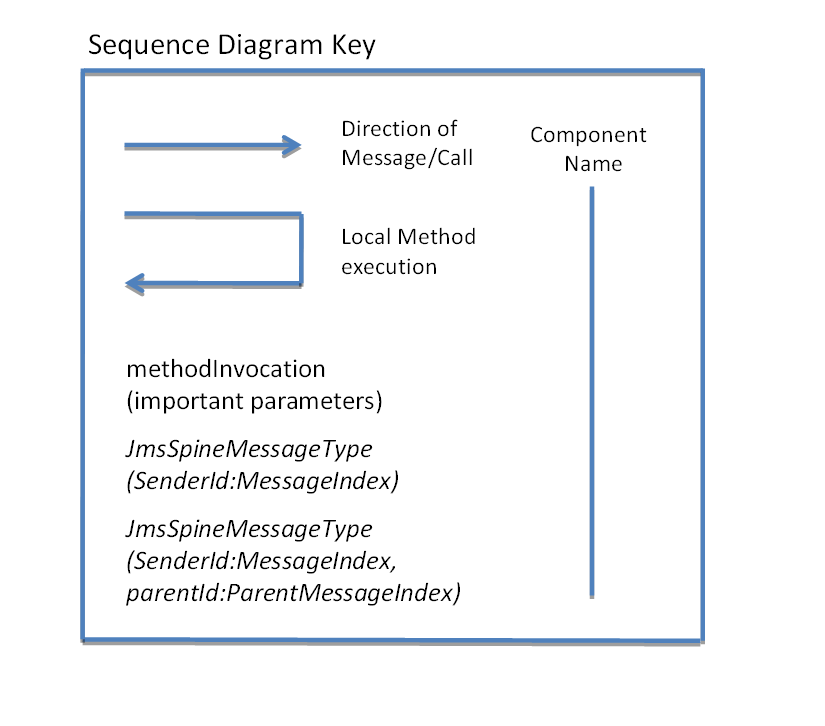 Sequence Diagram Key
Direction of
Message/Call
Component
Name
Local Method
execution
methodInvocation
(important parameters)
JmsSpineMessageType
(SenderId:MessageIndex)
JmsSpineMessageType
(SenderId:MessageIndex,
parentId:ParentMessageIndex)